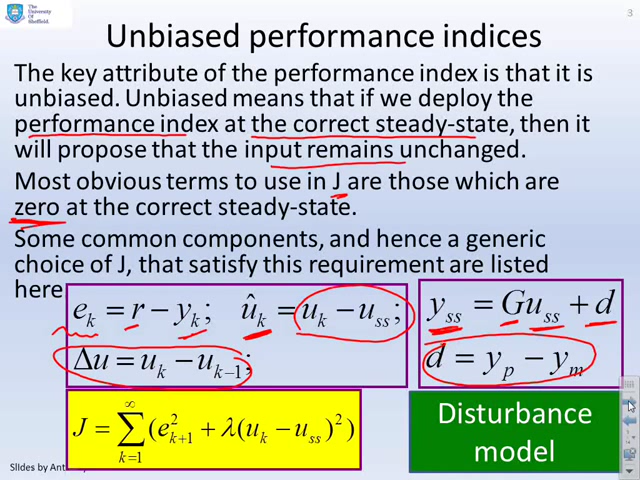 The
University
Of
Sheffield.
3
Unbiased performance indices
The key attribute of the performance index is that it is
unbiased. Unbiased means that if we deploy the
performance index at the correct steady-state, then it
will propose that the input remains unchanged.
Most obvious terms to use in J are those which are
zero at the correct steady-state.
Some common components, and hence a generic
choice of J, that satisfy this requirement are listed
here
e_k = r − y_k; û_k = u_k − u_ss;
Δu = u_k − u_{k−1};
y_ss = Gu_ss + d
d = y_p − y_m
J = ∑_{k=1}^{∞} (e_{k+1}^2 + λ(u_k − u_ss)^2)
Disturbance
model
Slides by